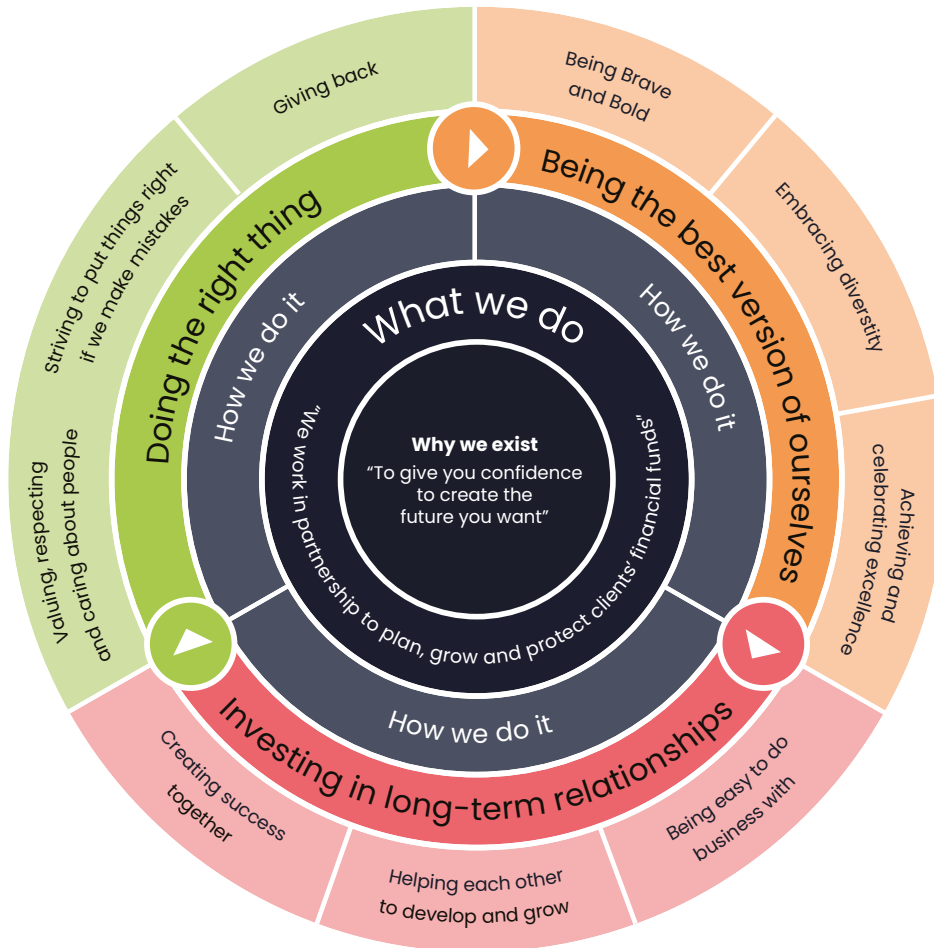 Giving back
Being Brave
and Bold
Embracing diverstity
Achieving and
celebrating excellence
Being easy to do
business with
Helping each other
to develop and grow
Creating success
together
Valuing, respecting
and caring about people
Striving to put things right
if we make mistakes
Doing the right thing
Being the best version of ourselves
Investing in long-term relationships
How we do it
How we do it
How we do it
What we do
“We work in partnership to plan, grow and protect clients’ financial funds”
Why we exist
“To give you confidence
to create the
future you want”